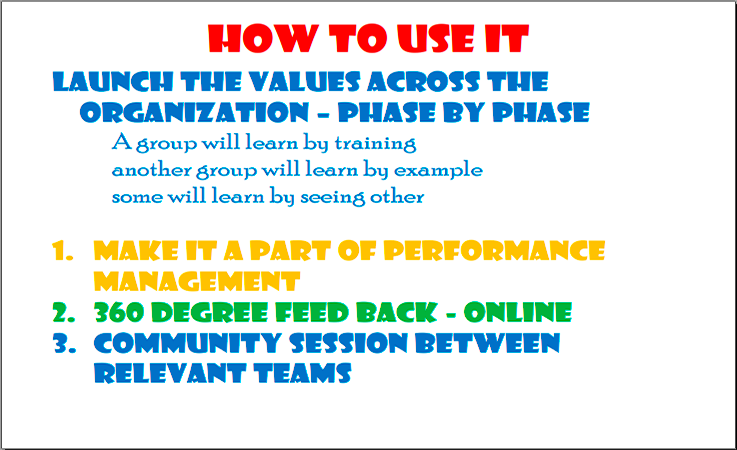 HOW TO USE IT
LAUNCH THE VALUES ACROSS THE
ORGANIZATION – PHASE BY PHASE
A group will learn by training
another group will learn by example
some will learn by seeing other
1. MAKE IT A PART OF PERFORMANCE
MANAGEMENT
2. 360 DEGREE FEED BACK - ONLINE
3. COMMUNITY SESSION BETWEEN
RELEVANT TEAMS